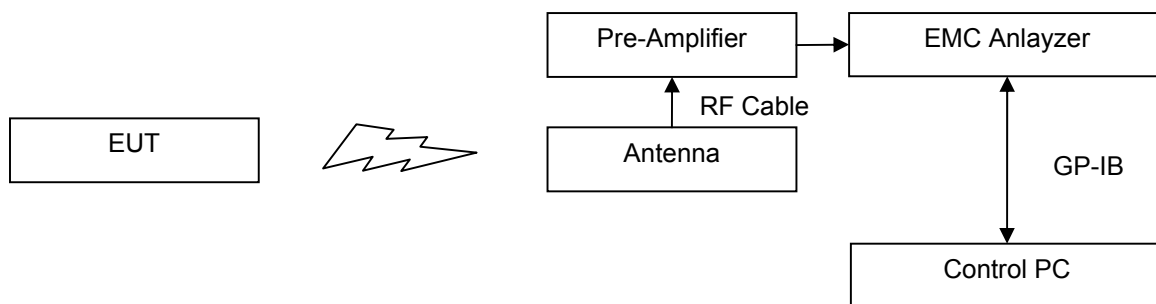 Pre-Amplifier
EMC Anlayzer
RF Cable
EUT
Antenna
GP-IB
Control PC